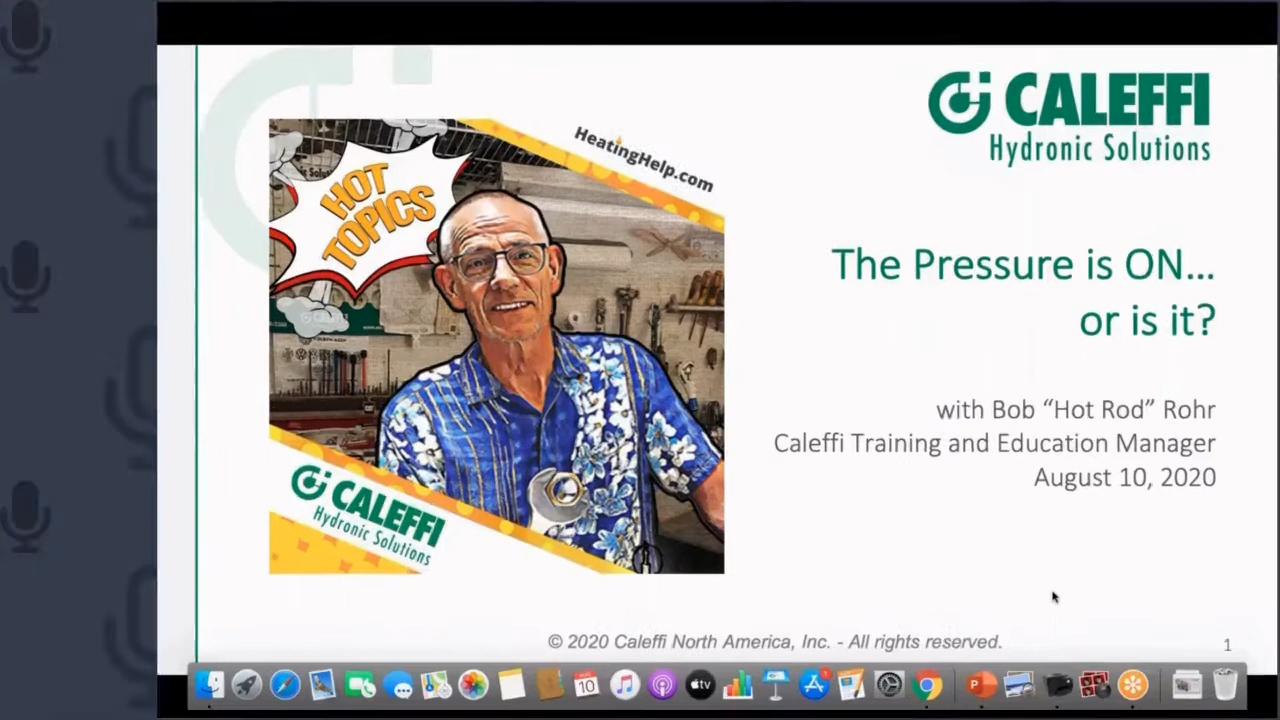 HeatingHelp.com
HOT
TOPICS
CALEFFI
Hydronic Solutions
CALEFFI
Hydronic Solutions
The Pressure is ON...
or is it?
with Bob “Hot Rod” Rohr
Caleffi Training and Education Manager
August 10, 2020
© 2020 Caleffi North America, Inc. - All rights reserved.
1
AUG
10
tv